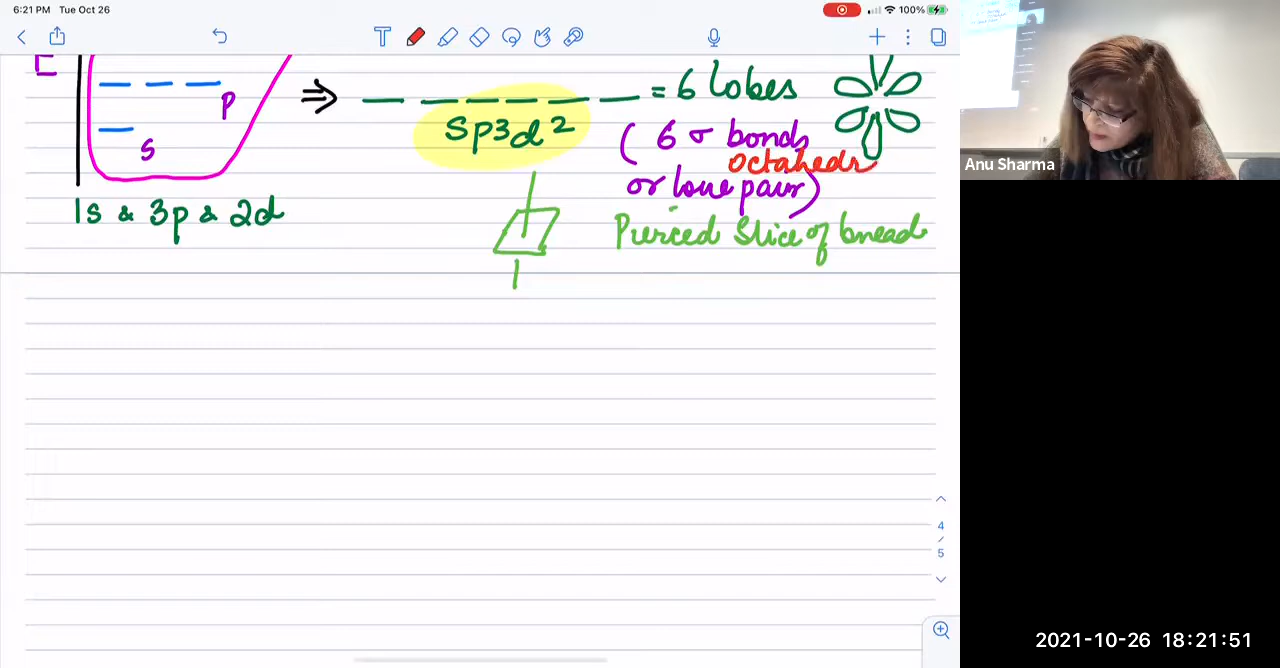 6:21 PM Tue Oct 26
100%
E
p
s
⇒ = 6 lobes
sp3d2
( 6 σ bonds
octahedr
or lone pair)
1s & 3p & 2d
Pierced Slice of bread
4
/
5
Anu Sharma
2021-10-26 18:21:51